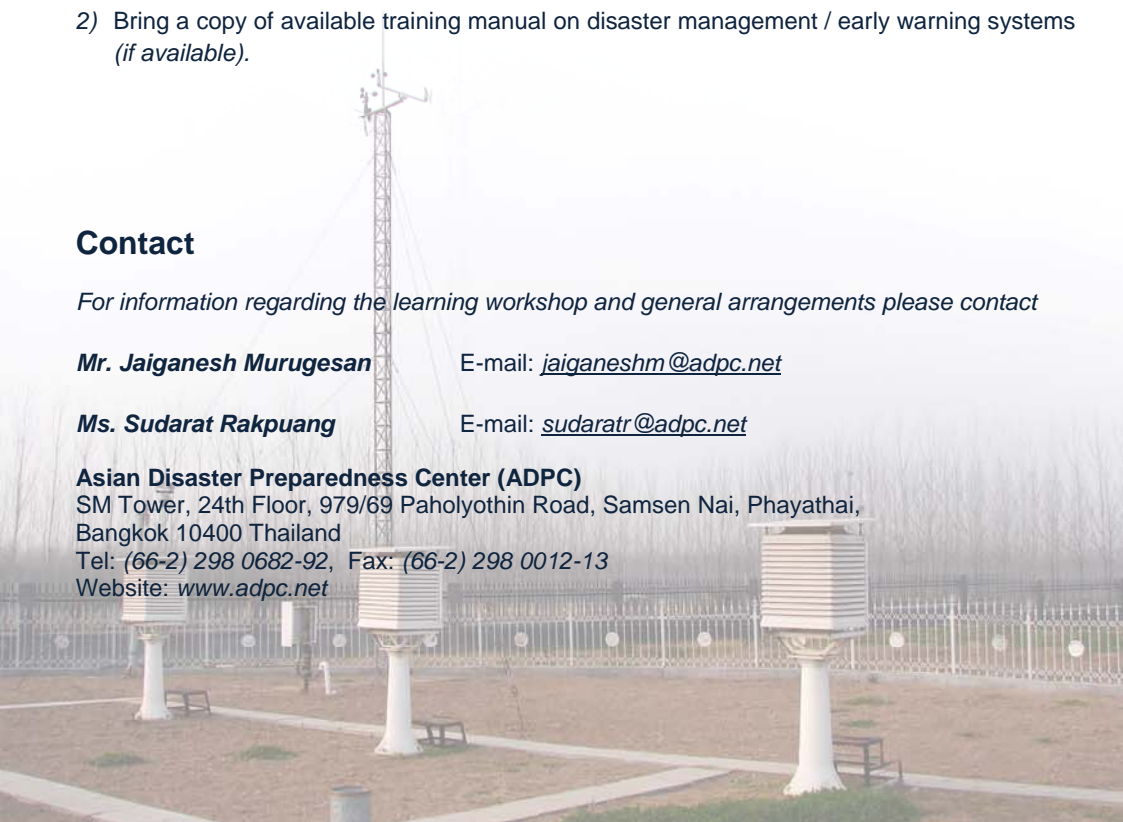 2) Bring a copy of available training manual on disaster management / early warning systems
(if available).
Contact
For information regarding the learning workshop and general arrangements please contact
Mr. Jaiganesh Murugesan E-mail: jaiganeshm@adpc.net
Ms. Sudarat Rakpuang E-mail: sudaratr@adpc.net
Asian Disaster Preparedness Center (ADPC)
SM Tower, 24th Floor, 979/69 Paholyothin Road, Samsen Nai, Phayathai,
Bangkok 10400 Thailand
Tel: (66-2) 298 0682-92, Fax: (66-2) 298 0012-13
Website: www.adpc.net